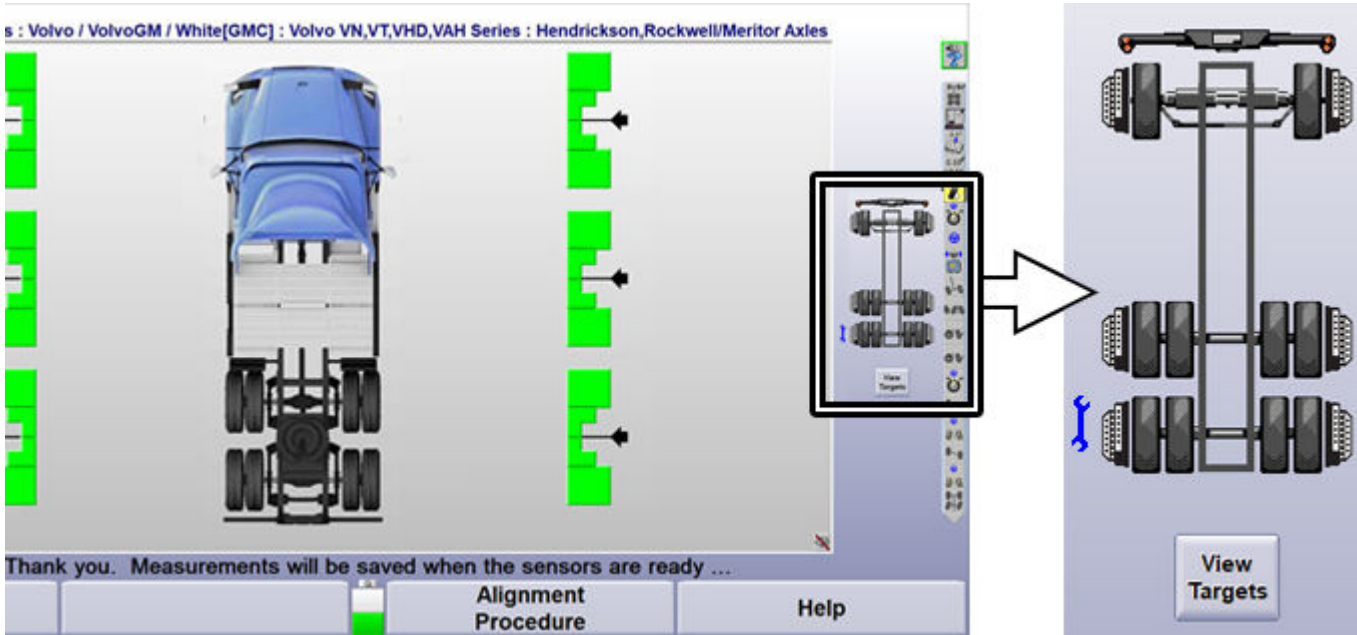 s : Volvo / VolvoGM / White[GMC] : Volvo VN,VT,VHD,VAH Series : Hendrickson,Rockwell/Meritor Axles
View
Targets
View
Targets
Thank you.  Measurements will be saved when the sensors are ready ...
Alignment
Procedure
Help